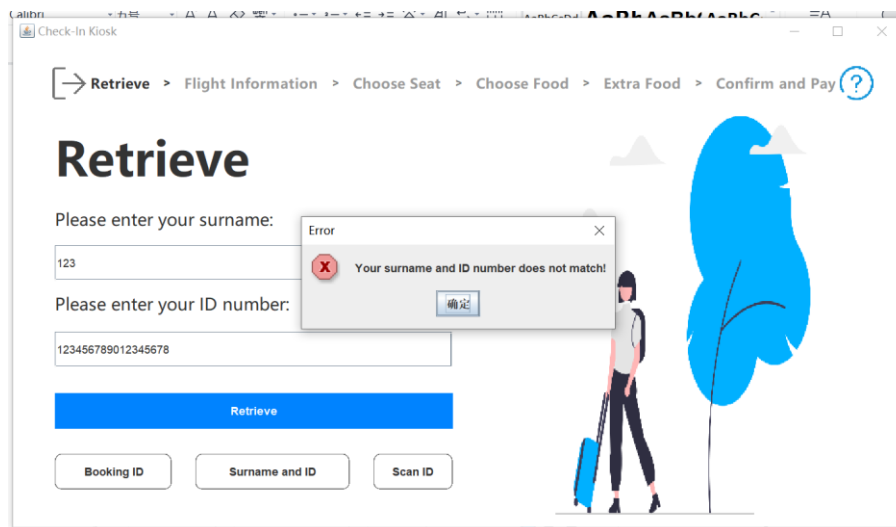 Calibri
Check-In Kiosk
Retrieve > Flight Information > Choose Seat > Choose Food > Extra Food > Confirm and Pay ?
Retrieve
Please enter your surname:
123
Error
Your surname and ID number does not match!
确定
Please enter your ID number:
123456789012345678
Retrieve
Booking ID Surname and ID Scan ID